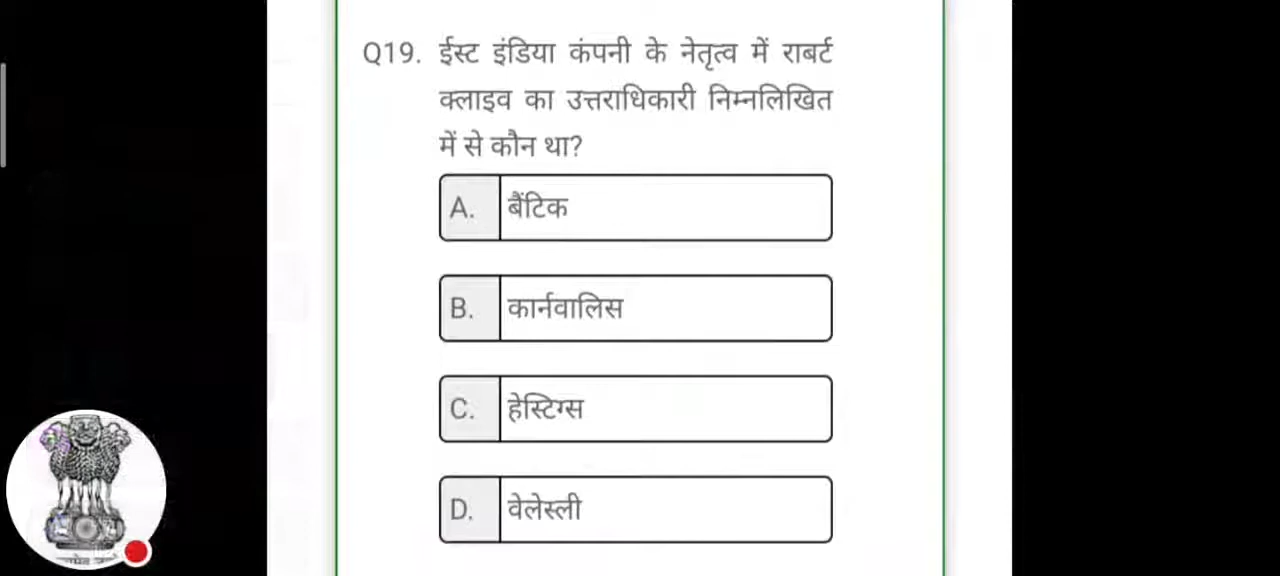 Q19. ईस्ट इंडिया कंपनी के नेतृत्व में राबर्ट
क्लाइव का उत्तराधिकारी निम्नलिखित
में से कौन था?
A. बैंटिक
B. कार्नवालिस
C. हेस्टिग्स
D. वेलेस्ली